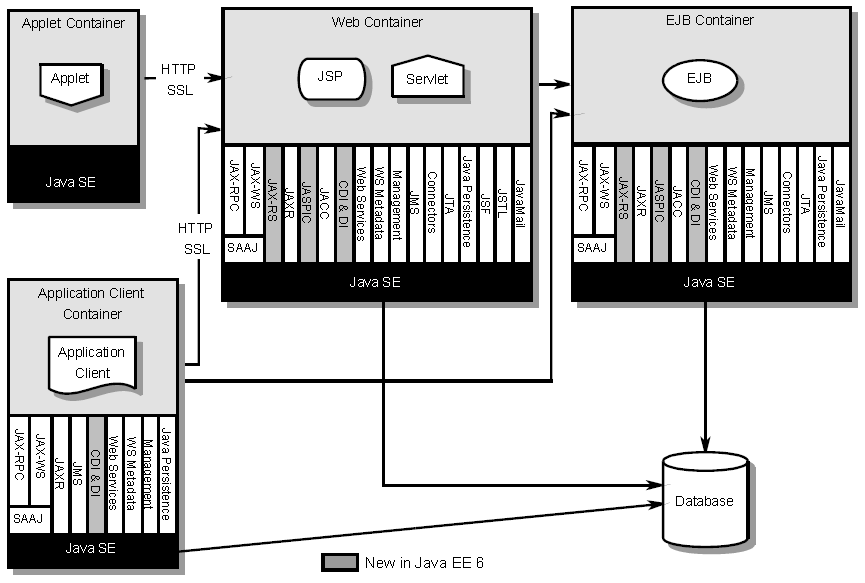 Applet Container
Applet
Java SE
HTTP
SSL
Web Container
JSP
Servlet
JAX-RPC
JAX-WS
SAAJ
JAX-RS
JAXR
JASPIC
JACC
CDI & DI
Web Services
WS Metadata
Management
JMS
Connectors
JTA
Java Persistence
JSF
JSTL
JavaMail
Java SE
EJB Container
EJB
JAX-RPC
JAX-WS
SAAJ
JAX-RS
JAXR
JASPIC
JACC
CDI & DI
Web Services
WS Metadata
Management
JMS
Connectors
JTA
Java Persistence
JavaMail
Java SE
HTTP
SSL
Application Client
Container
Application
Client
JAX-RPC
JAX-WS
SAAJ
JAXR
JMS
CDI & DI
Web Services
WS Metadata
Management
Java Persistence
Java SE
Database
New in Java EE 6